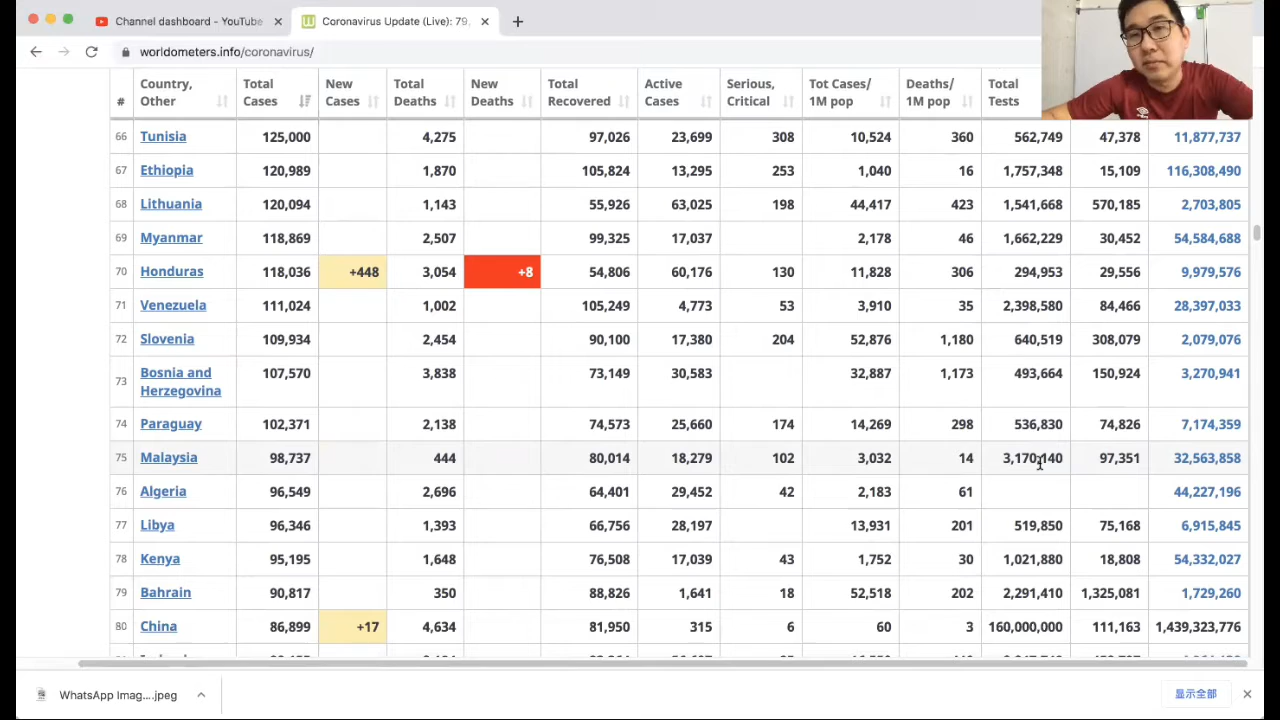 Channel dashboard - YouTube
Coronavirus Update (Live): 79,
worldometers.info/coronavirus/
# Country, Other Total Cases New Cases Total Deaths New Deaths Total Recovered Active Cases Serious, Critical Tot Cases/ 1M pop Deaths/ 1M pop Total Tests
66 Tunisia 125,000 4,275 97,026 23,699 308 10,524 360 562,749 47,378 11,877,737
67 Ethiopia 120,989 1,870 105,824 13,295 253 1,040 16 1,757,348 15,109 116,308,490
68 Lithuania 120,094 1,143 55,926 63,025 198 44,417 423 1,541,668 570,185 2,703,805
69 Myanmar 118,869 2,507 99,325 17,037 2,178 46 1,662,229 30,452 54,584,688
70 Honduras 118,036 +448 3,054 +8 54,806 60,176 130 11,828 306 294,953 29,556 9,979,576
71 Venezuela 111,024 1,002 105,249 4,773 53 3,910 35 2,398,580 84,466 28,397,033
72 Slovenia 109,934 2,454 90,100 17,380 204 52,876 1,180 640,519 308,079 2,079,076
73 Bosnia and Herzegovina 107,570 3,838 73,149 30,583 32,887 1,173 493,664 150,924 3,270,941
74 Paraguay 102,371 2,138 74,573 25,660 174 14,269 298 536,830 74,826 7,174,359
75 Malaysia 98,737 444 80,014 18,279 102 3,032 14 3,170,140 97,351 32,563,858
76 Algeria 96,549 2,696 64,401 29,452 42 2,183 61 44,227,196
77 Libya 96,346 1,393 66,756 28,197 13,931 201 519,850 75,168 6,915,845
78 Kenya 95,195 1,648 76,508 17,039 43 1,752 30 1,021,880 18,808 54,332,027
79 Bahrain 90,817 350 88,826 1,641 18 52,518 202 2,291,410 1,325,081 1,729,260
80 China 86,899 +17 4,634 81,950 315 6 60 3 160,000,000 111,163 1,439,323,776
WhatsApp Imag....jpeg
显示全部